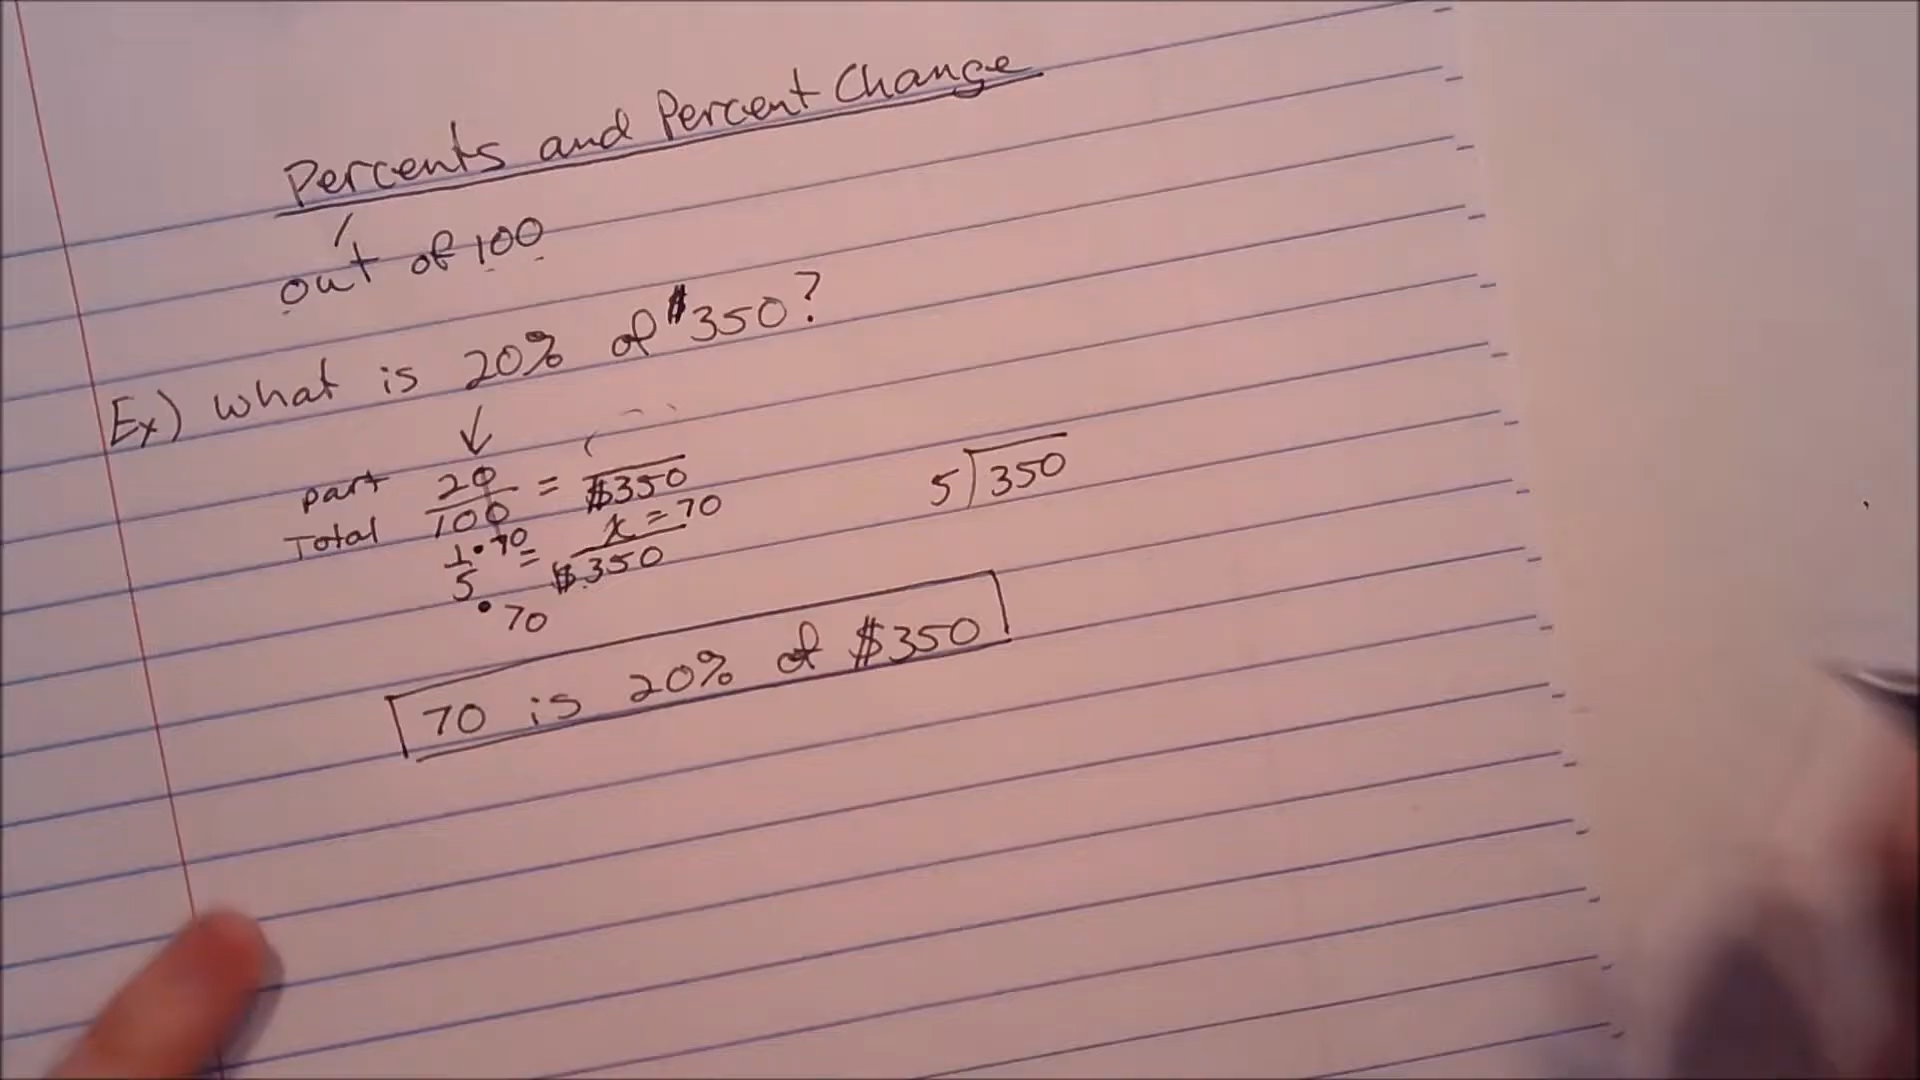 Percents and Percent Change
out of 100
Ex) What is 20% of $350?
part 20 = $350
Total 100
x = 70
1 • 70 = $350
5 • 70
5)350
70 is 20% of $350